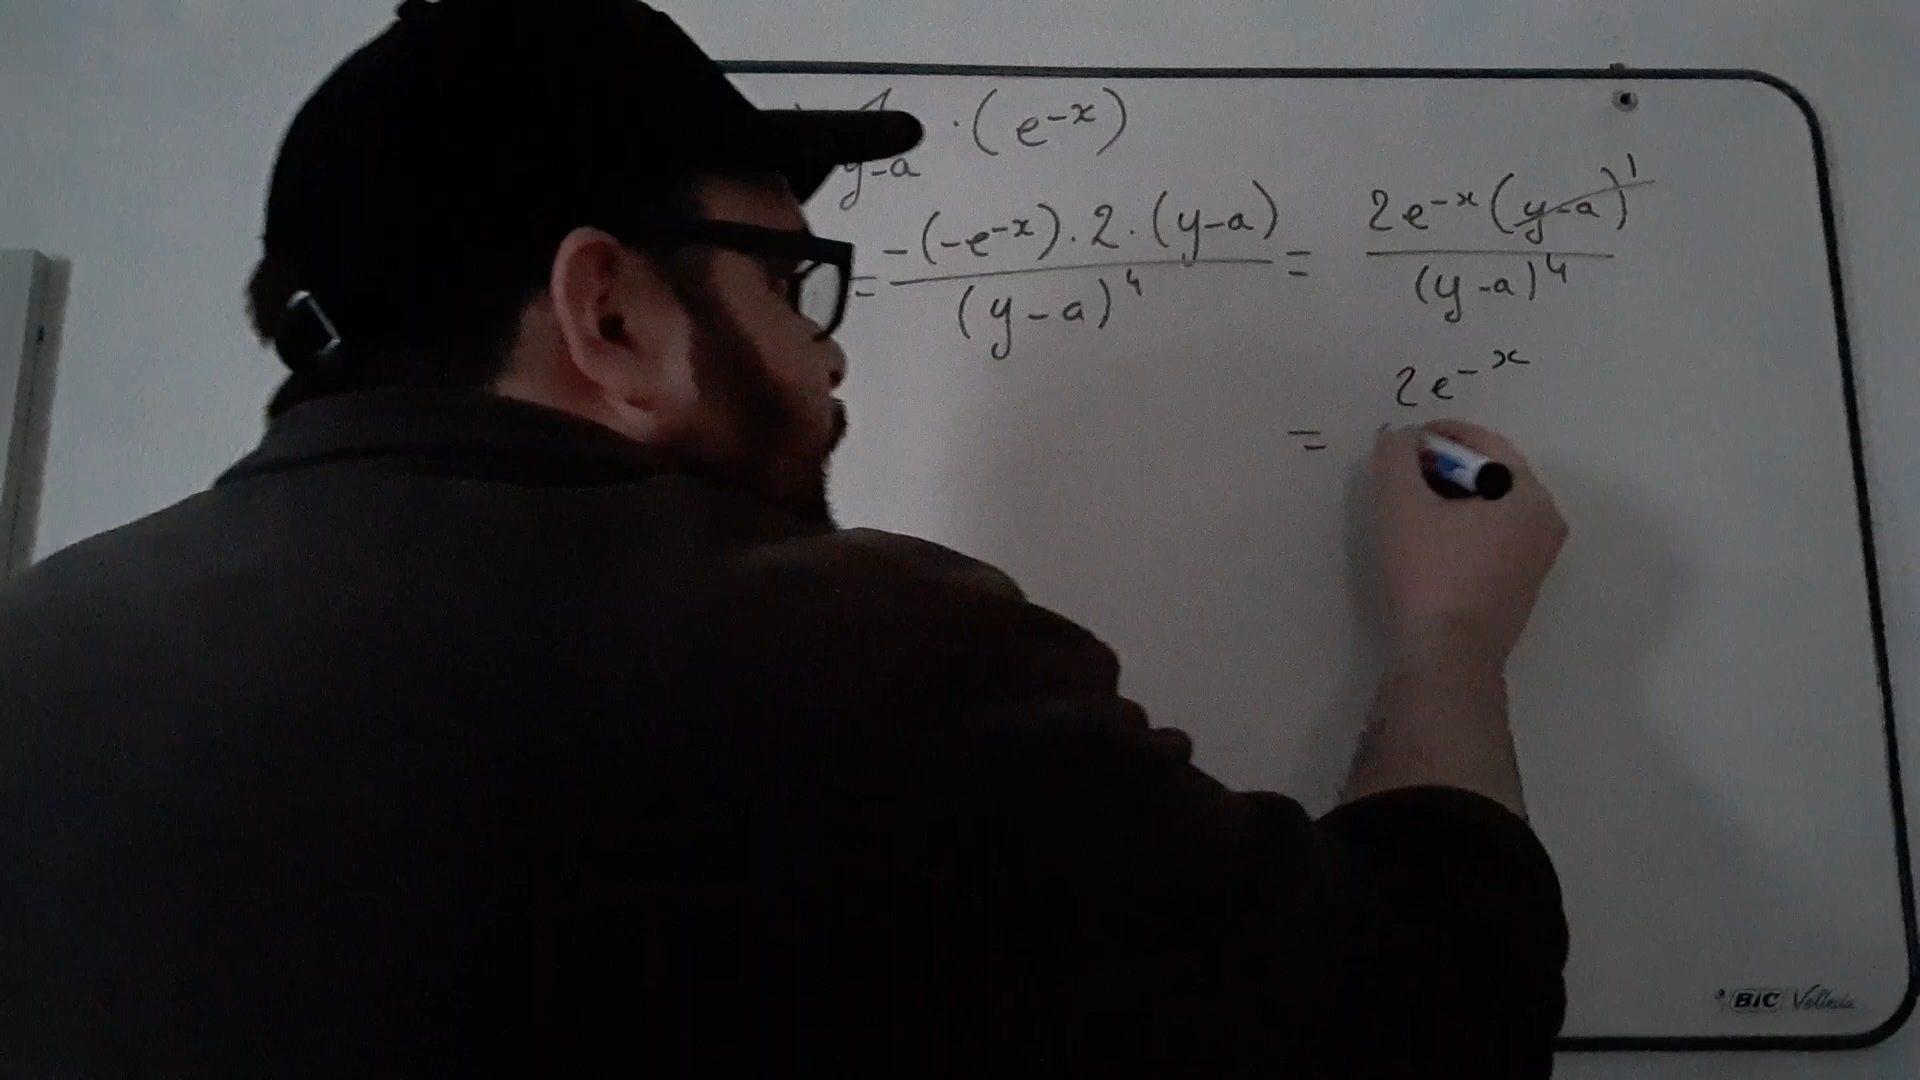 y-a · (e^-x)
= -(-e^-x) . 2 . (y-a) / (y-a)^4 = 2e^-x (y-a)^1 / (y-a)^4
= 2e^-x
BIC Velleda